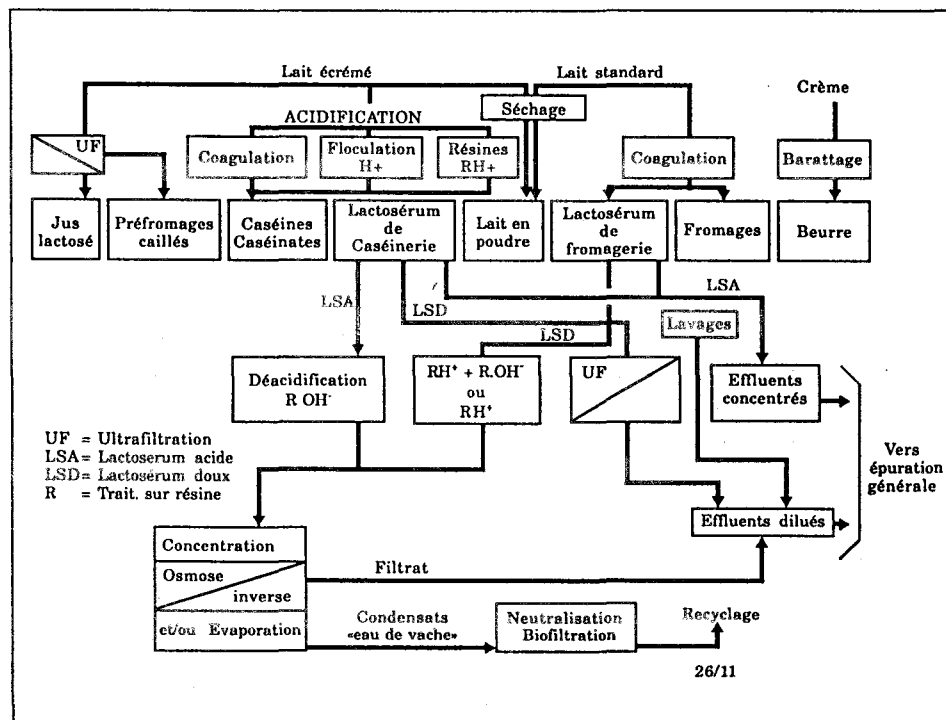 Lait écrémé
Lait standard
Crème
Séchage
ACIDIFICATION
UF
Coagulation
Floculation
H+
Résines
RH+
Coagulation
Barattage
Jus
lactosé
Préfromages
caillés
Caséines
Caséinates
Lactosérum
de
Caséinerie
Lait en
poudre
Lactosérum
de
fromagerie
Fromages
Beurre
LSA
LSD
LSA
Lavages
LSD
Déacidification
R OH-
RH+ + R.OH-
ou
RH+
UF
Effluents
concentrés
UF = Ultrafiltration
LSA= Lactoserum acide
LSD= Lactosérum doux
R = Trait. sur résine
Vers
épuration
générale
Effluents dilués
Concentration
Osmose
inverse
et/ou Evaporation
Filtrat
Condensats
«eau de vache»
Neutralisation
Biofiltration
Recyclage
26/11